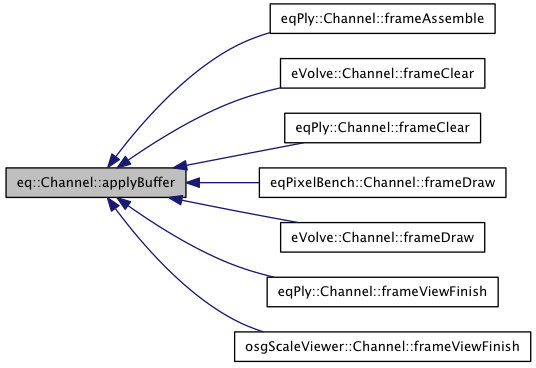 eqPly::Channel::frameAssemble
eVolve::Channel::frameClear
eqPly::Channel::frameClear
eq::Channel::applyBuffer
eqPixelBench::Channel::frameDraw
eVolve::Channel::frameDraw
eqPly::Channel::frameViewFinish
osgScaleViewer::Channel::frameViewFinish